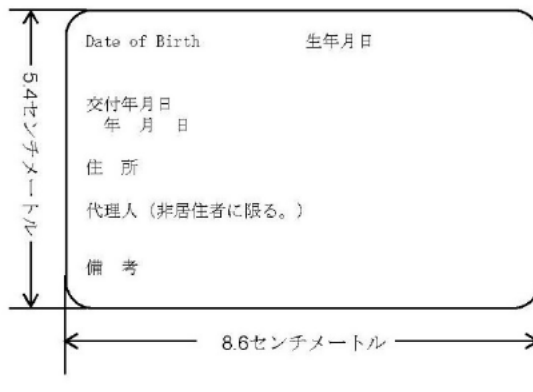 Date of Birth　生年月日
交付年月日
年　月　日
住　所
代理人（非居住者に限る。）
備　考
5.4センチメートル
8.6センチメートル